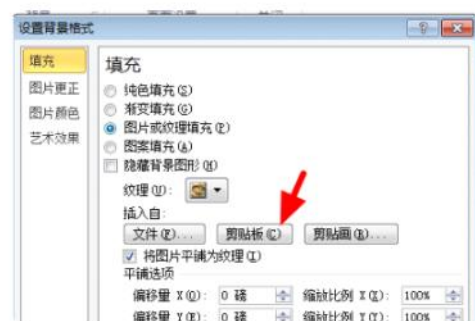 设置背景格式
填充
图片更正
图片颜色
艺术效果
填充
纯色填充(S)
渐变填充(G)
图片或纹理填充(P)
图案填充(A)
隐藏背景图形(H)
纹理(U):
插入自:
文件(F)... 剪贴板(C) 剪贴画(R)...
将图片平铺为纹理(I)
平铺选项
偏移量 X(O): 0 磅 缩放比例 X(X): 100%
偏移量 Y(E): 0 磅 缩放比例 Y(Y): 100%